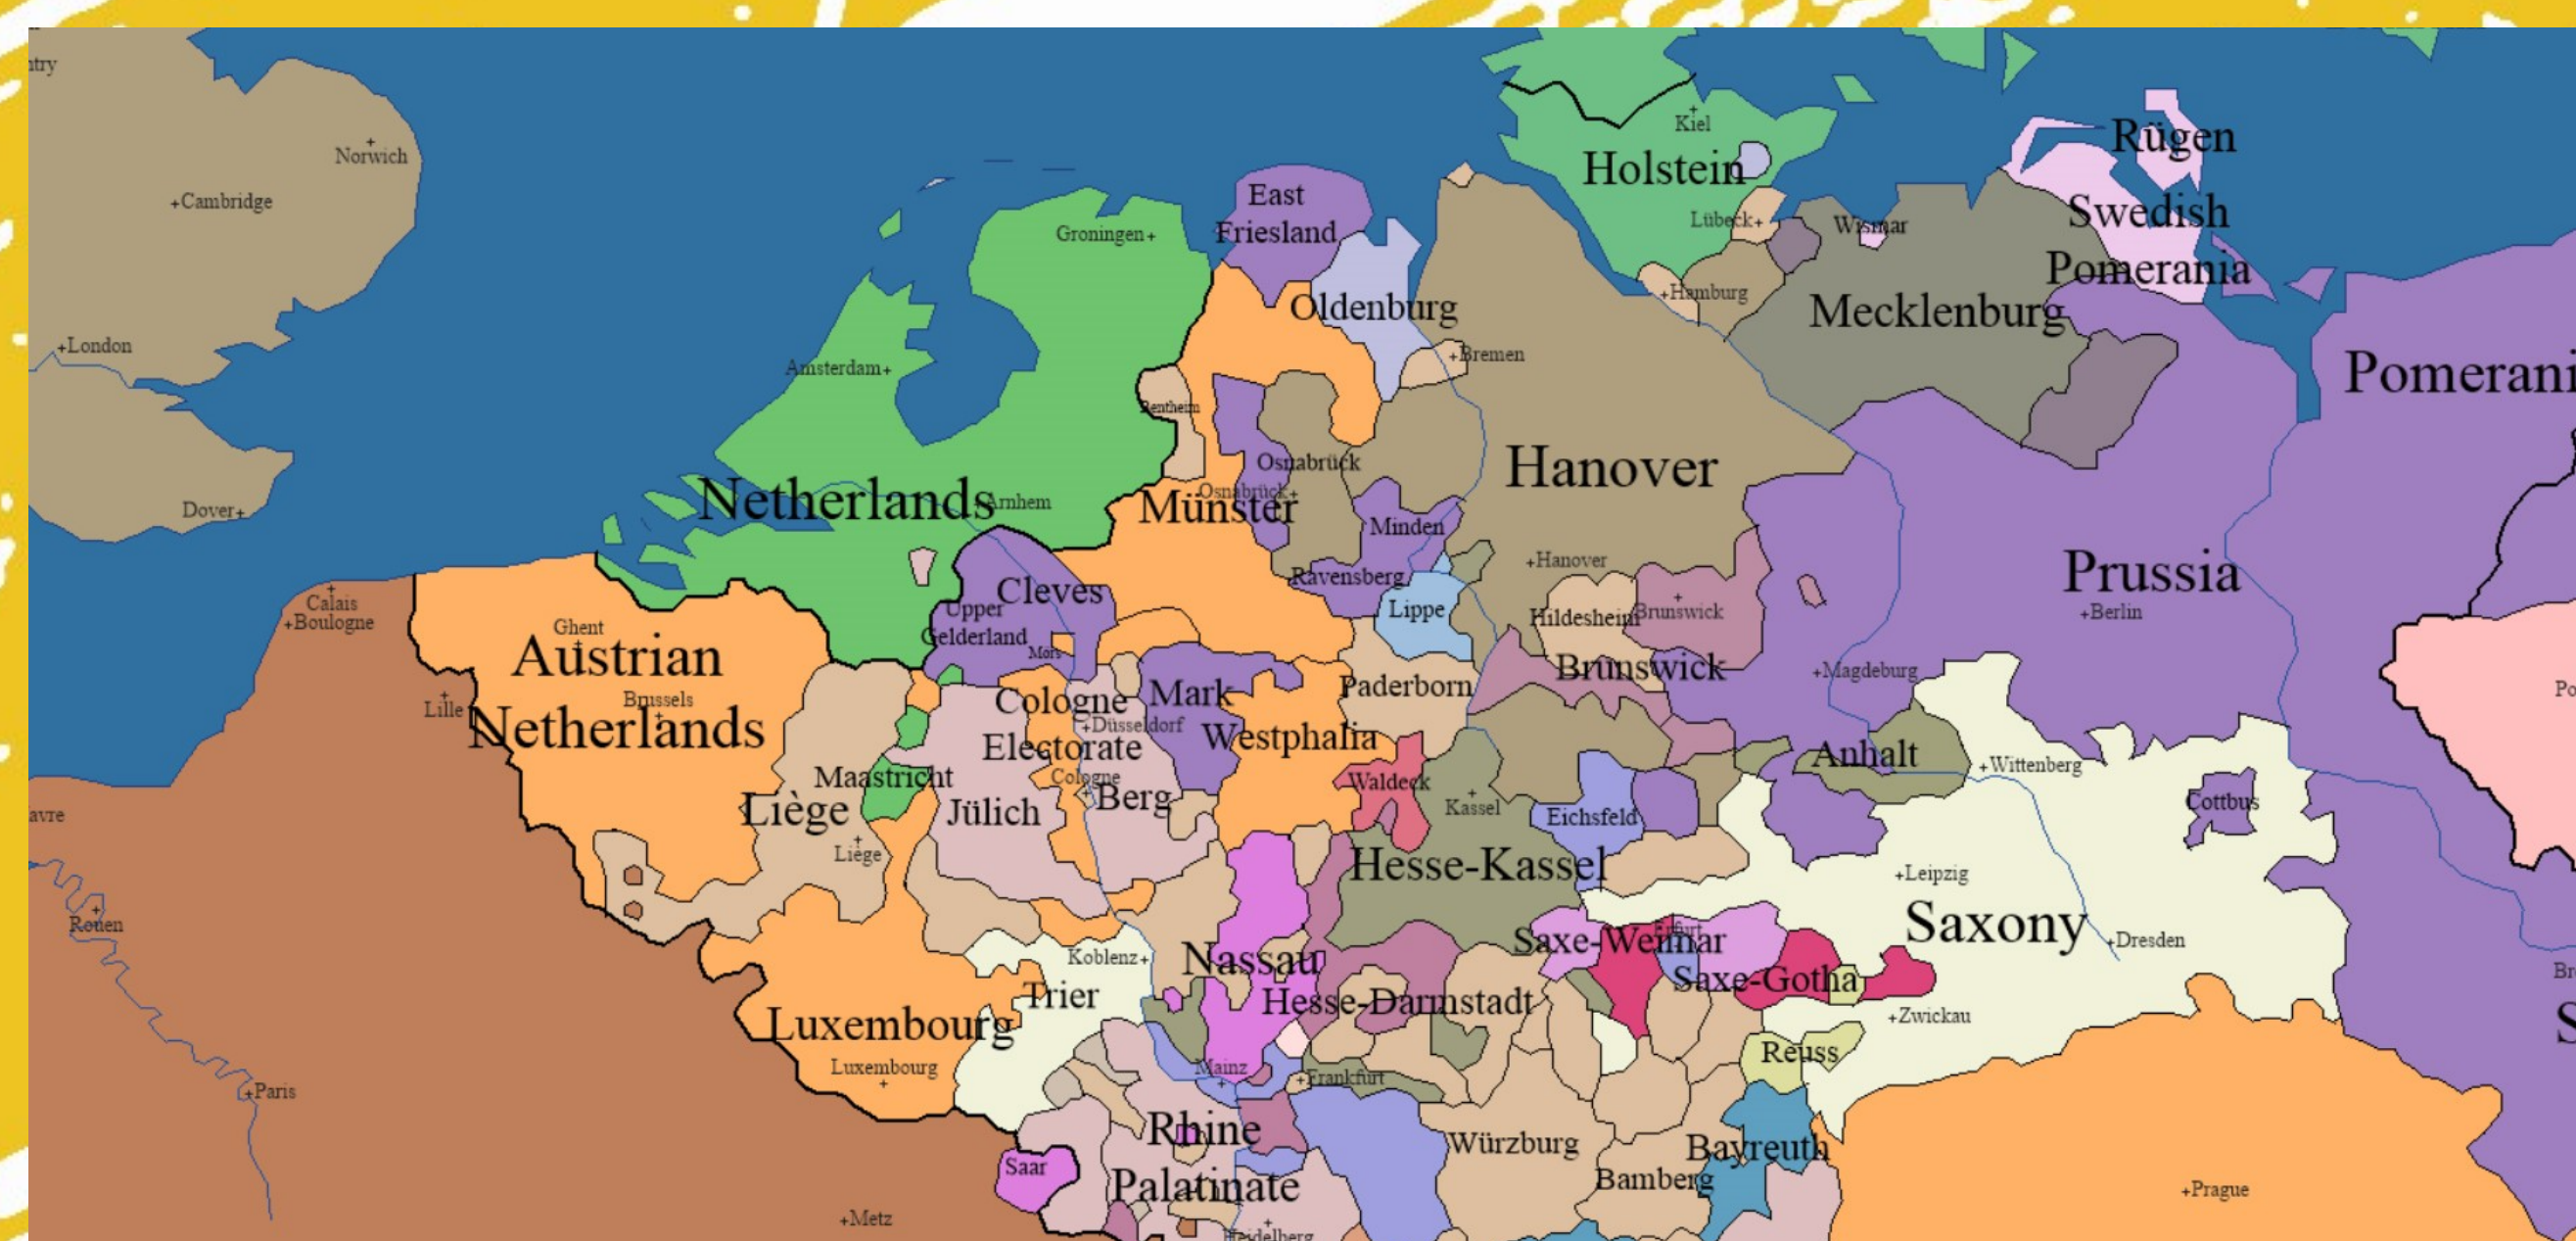 ntry
Norwich
+Cambridge
+London
Dover+
Kiel
Holstein
Lübeck+
Wismar
Rügen
Swedish
Pomerania
Hamburg
Mecklenburg
Pomerani
East
Friesland
Groningen+
Oldenburg
+Bremen
Amsterdam+
Bentheim
Osnabrück
Osnabrück+
Hanover
Netherlands
Arnhem
Münster
Minden
+Hanover
Prussia
+Berlin
Ravensberg
Lippe
Hildesheim
Brunswick
Cleves
Upper
Gelderland
Mörs
Calais
+Boulogne
Ghent
Austrian
Brussels
Netherlands
Lille
Cologne
+Düsseldorf
Electorate
Cologne
Mark
Westphalia
Paderborn
Brunswick
+Magdeburg
Po
Anhalt
+Wittenberg
Cottbus
Maastricht
Liège
Liège
Jülich
Berg
Waldeck
Kassel
Eichsfeld
avre
Rouen
Hesse-Kassel
+Leipzig
Saxony
+Dresden
Erfurt
Saxe-Weimar
Saxe-Gotha
+Zwickau
Br
S
Koblenz+
Nassau
Trier
Hesse-Darmstadt
Luxembourg
Luxembourg
Mainz
+Frankfurt
Reuss
+Paris
Rhine
Palatinate
Würzburg
Bayreuth
Bamberg
Saar
+Metz
Heidelberg
+Prague